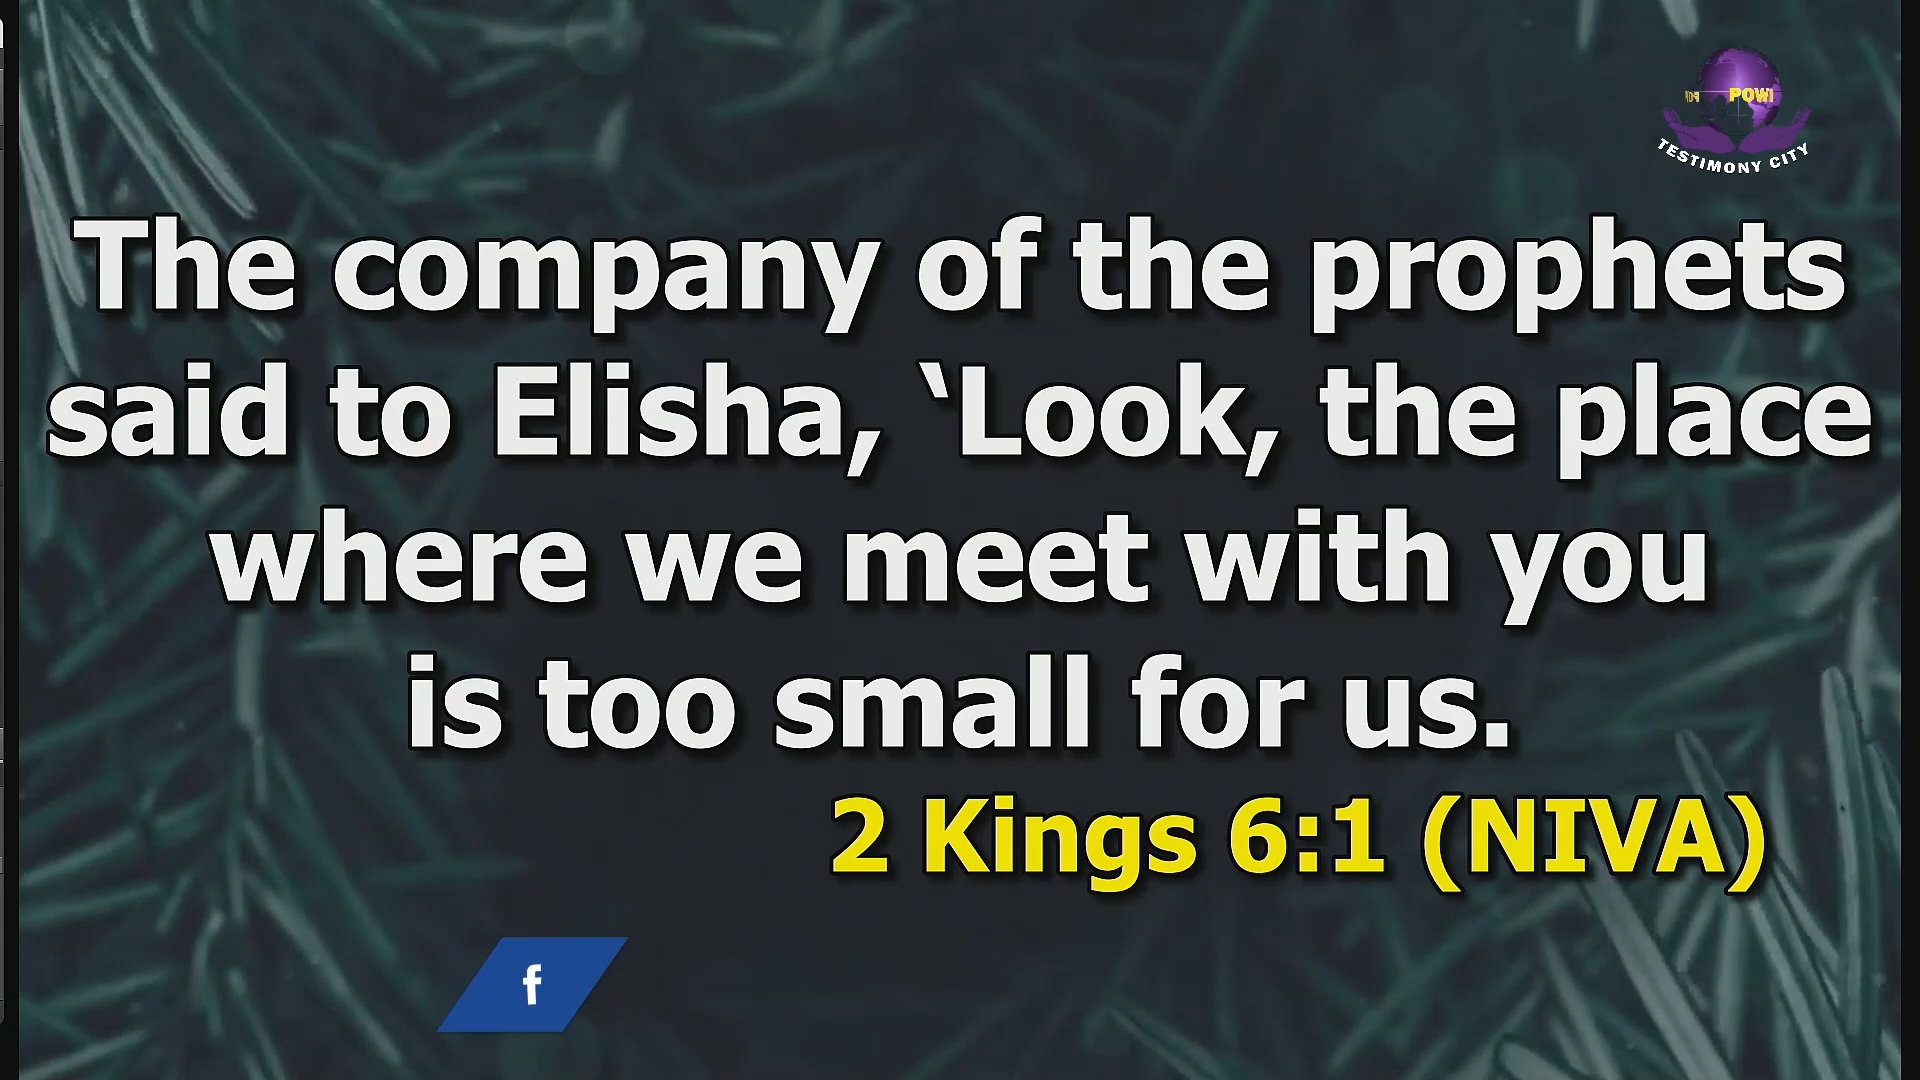 POWI
TESTIMONY CITY
The company of the prophets
said to Elisha, ‛Look, the place
where we meet with you
is too small for us.
2 Kings 6:1 (NIVA)
f